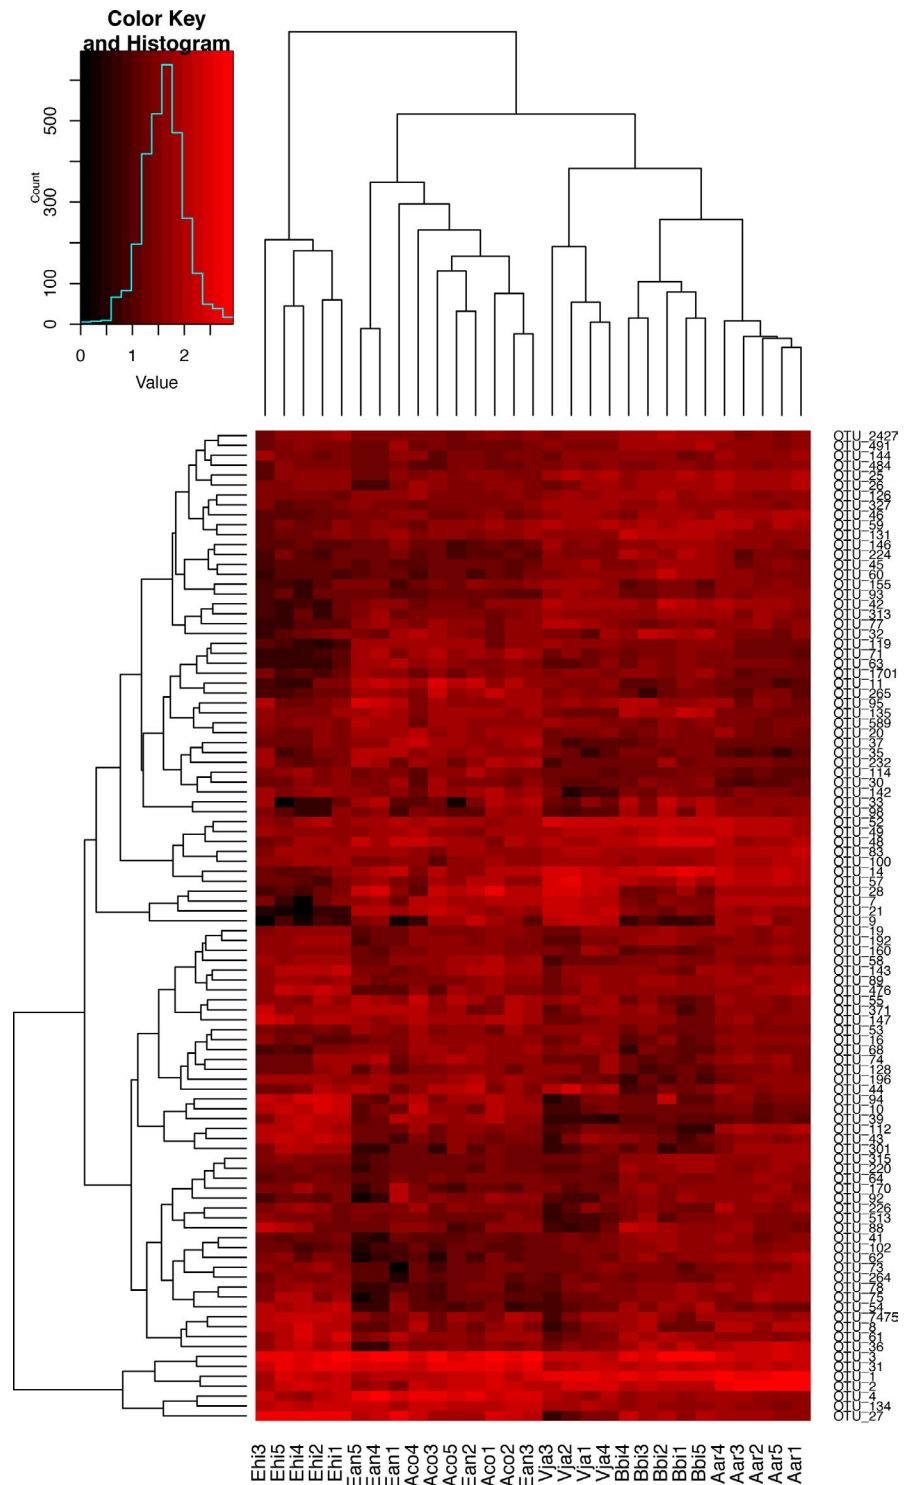 Color Key
and Histogram
Count
500
300
100
0
0 1 2
Value
OTU_2427
OTU_491
OTU_144
OTU_484
OTU_25
OTU_26
OTU_126
OTU_327
OTU_46
OTU_59
OTU_131
OTU_146
OTU_224
OTU_45
OTU_60
OTU_155
OTU_93
OTU_42
OTU_313
OTU_77
OTU_32
OTU_119
OTU_71
OTU_63
OTU_1701
OTU_11
OTU_265
OTU_95
OTU_135
OTU_589
OTU_20
OTU_37
OTU_35
OTU_232
OTU_114
OTU_30
OTU_142
OTU_33
OTU_98
OTU_52
OTU_49
OTU_48
OTU_83
OTU_100
OTU_14
OTU_57
OTU_28
OTU_7
OTU_21
OTU_9
OTU_19
OTU_192
OTU_160
OTU_58
OTU_143
OTU_89
OTU_476
OTU_55
OTU_371
OTU_147
OTU_53
OTU_16
OTU_68
OTU_74
OTU_128
OTU_196
OTU_44
OTU_94
OTU_10
OTU_39
OTU_112
OTU_43
OTU_301
OTU_315
OTU_220
OTU_64
OTU_170
OTU_92
OTU_226
OTU_513
OTU_88
OTU_41
OTU_102
OTU_62
OTU_73
OTU_264
OTU_78
OTU_75
OTU_54
OTU_7475
OTU_8
OTU_61
OTU_36
OTU_3
OTU_31
OTU_1
OTU_2
OTU_4
OTU_134
OTU_27
Ehi3
Ehi5
Ehi4
Ehi2
Ehi1
Ean5
Ean4
Ean1
Aco4
Aco3
Aco5
Ean2
Aco1
Aco2
Ean3
Vja3
Vja2
Vja1
Vja4
Bbi4
Bbi3
Bbi2
Bbi1
Bbi5
Aar4
Aar3
Aar2
Aar5
Aar1